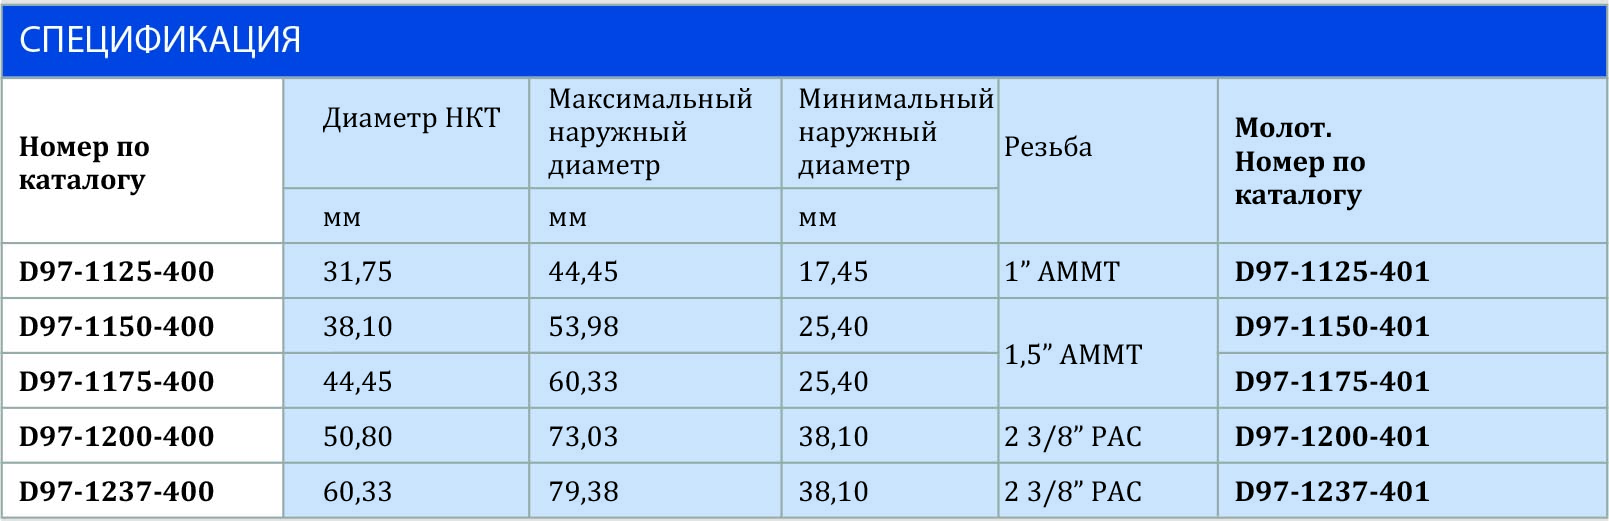 СПЕЦИФИКАЦИЯ
Номер по
каталогу
Диаметр НКТ
Максимальный
наружный
диаметр
Минимальный
наружный
диаметр
Резьба
Молот.
Номер по
каталогу
мм мм мм
D97-1125-400 31,75 44,45 17,45 1” АММТ D97-1125-401
D97-1150-400 38,10 53,98 25,40 1,5” АММТ D97-1150-401
D97-1175-400 44,45 60,33 25,40 D97-1175-401
D97-1200-400 50,80 73,03 38,10 2 3/8” PAC D97-1200-401
D97-1237-400 60,33 79,38 38,10 2 3/8” PAC D97-1237-401